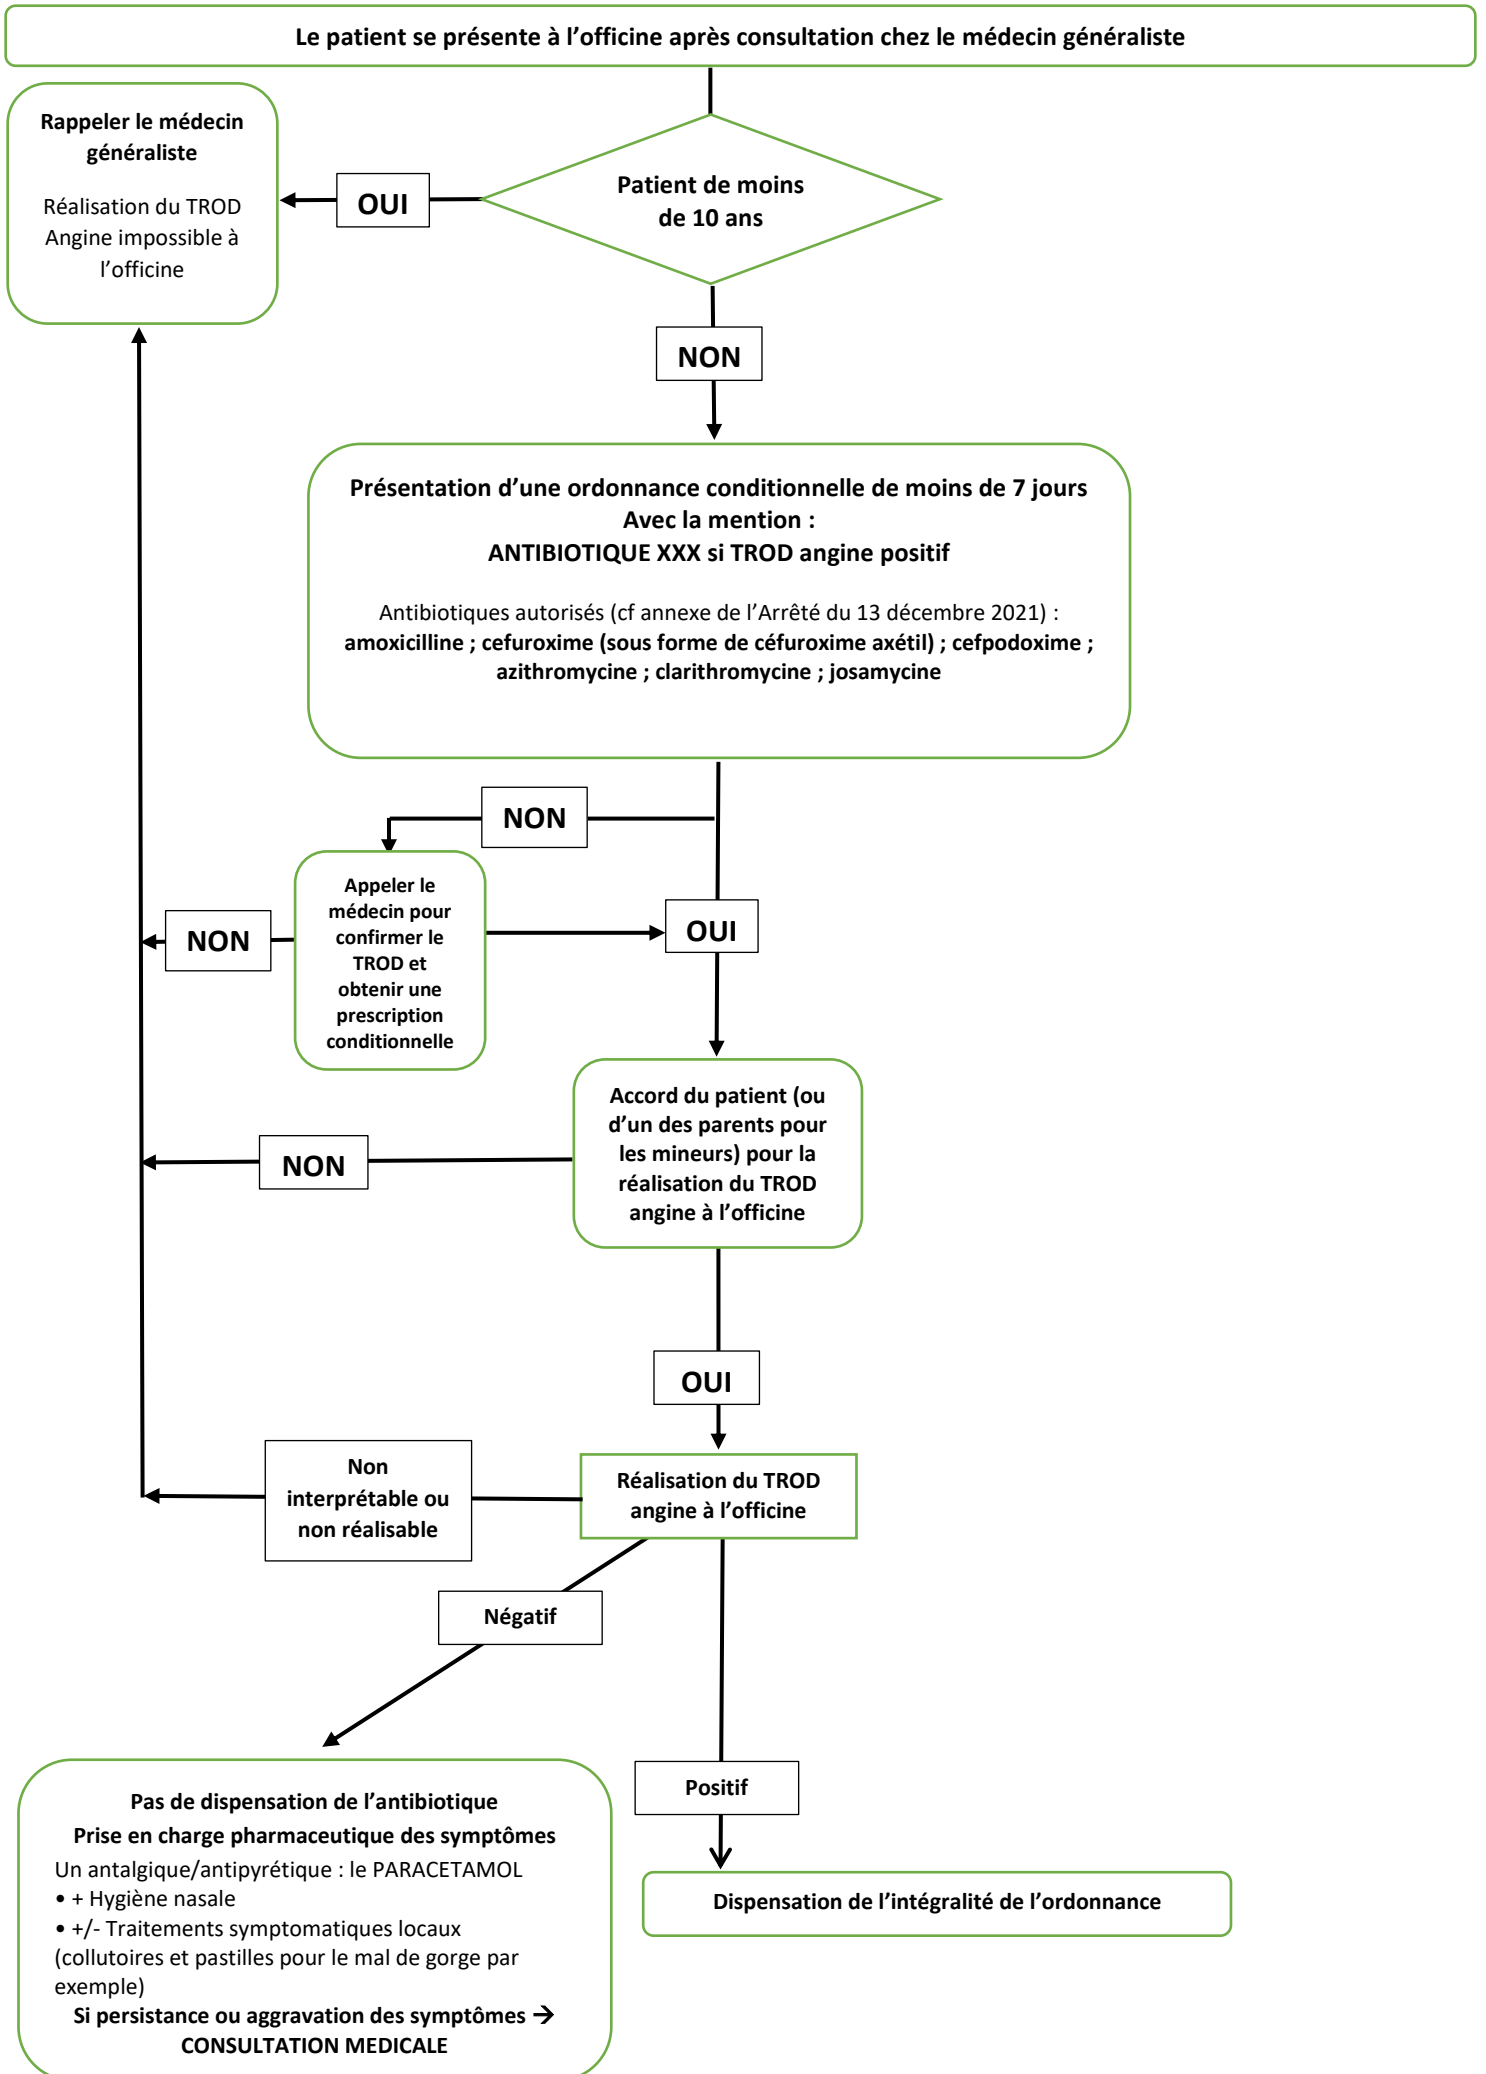 Le patient se présente à l’officine après consultation chez le médecin généraliste
Rappeler le médecin
généraliste
Réalisation du TROD
Angine impossible à
l’officine
OUI
Patient de moins
de 10 ans
NON
Présentation d’une ordonnance conditionnelle de moins de 7 jours
Avec la mention :
ANTIBIOTIQUE XXX si TROD angine positif
Antibiotiques autorisés (cf annexe de l’Arrêté du 13 décembre 2021) :
amoxicilline ; cefuroxime (sous forme de céfuroxime axétil) ; cefpodoxime ;
azithromycine ; clarithromycine ; josamycine
NON
Appeler le
médecin pour
confirmer le
TROD et
obtenir une
prescription
conditionnelle
NON
OUI
Accord du patient (ou
d’un des parents pour
les mineurs) pour la
réalisation du TROD
angine à l’officine
NON
OUI
Réalisation du TROD
angine à l’officine
Non
interprétable ou
non réalisable
Négatif
Positif
Pas de dispensation de l’antibiotique
Prise en charge pharmaceutique des symptômes
Un antalgique/antipyrétique : le PARACETAMOL
• + Hygiène nasale
• +/- Traitements symptomatiques locaux
(collutoires et pastilles pour le mal de gorge par
exemple)
Si persistance ou aggravation des symptômes →
CONSULTATION MEDICALE
Dispensation de l’intégralité de l’ordonnance